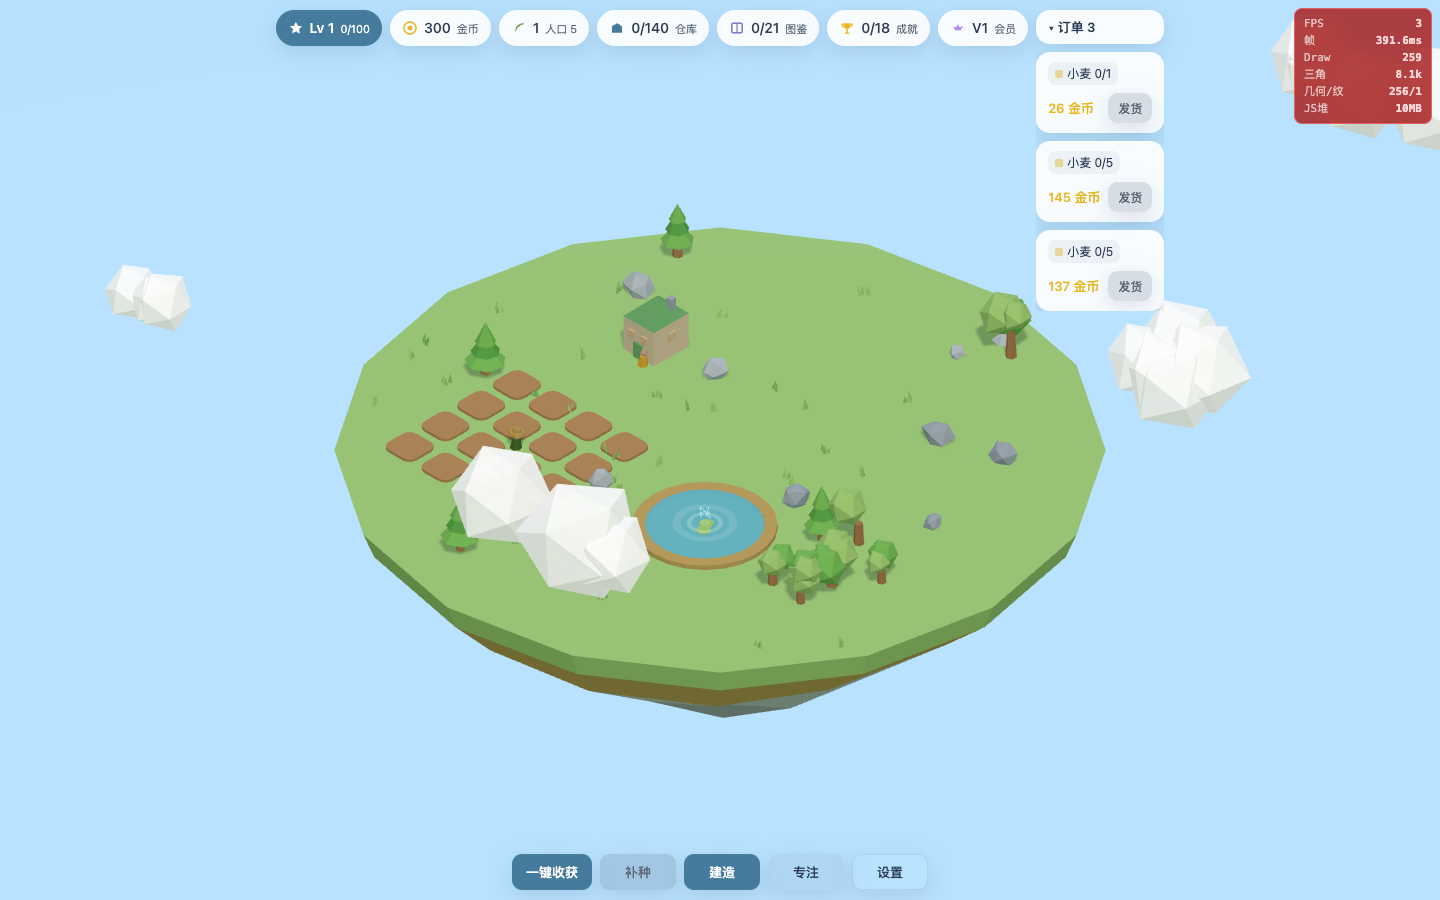 Lv 1 0/100
300 金币
1 人口 5
0/140 仓库
0/21 图鉴
0/18 成就
V1 会员
▾ 订单 3
小麦 0/1
26 金币 发货
小麦 0/5
145 金币 发货
小麦 0/5
137 金币 发货
FPS 3
帧 391.6ms
Draw 259
三角 8.1k
几何/纹 256/1
JS堆 10MB
一键收获
补种
建造
专注
设置